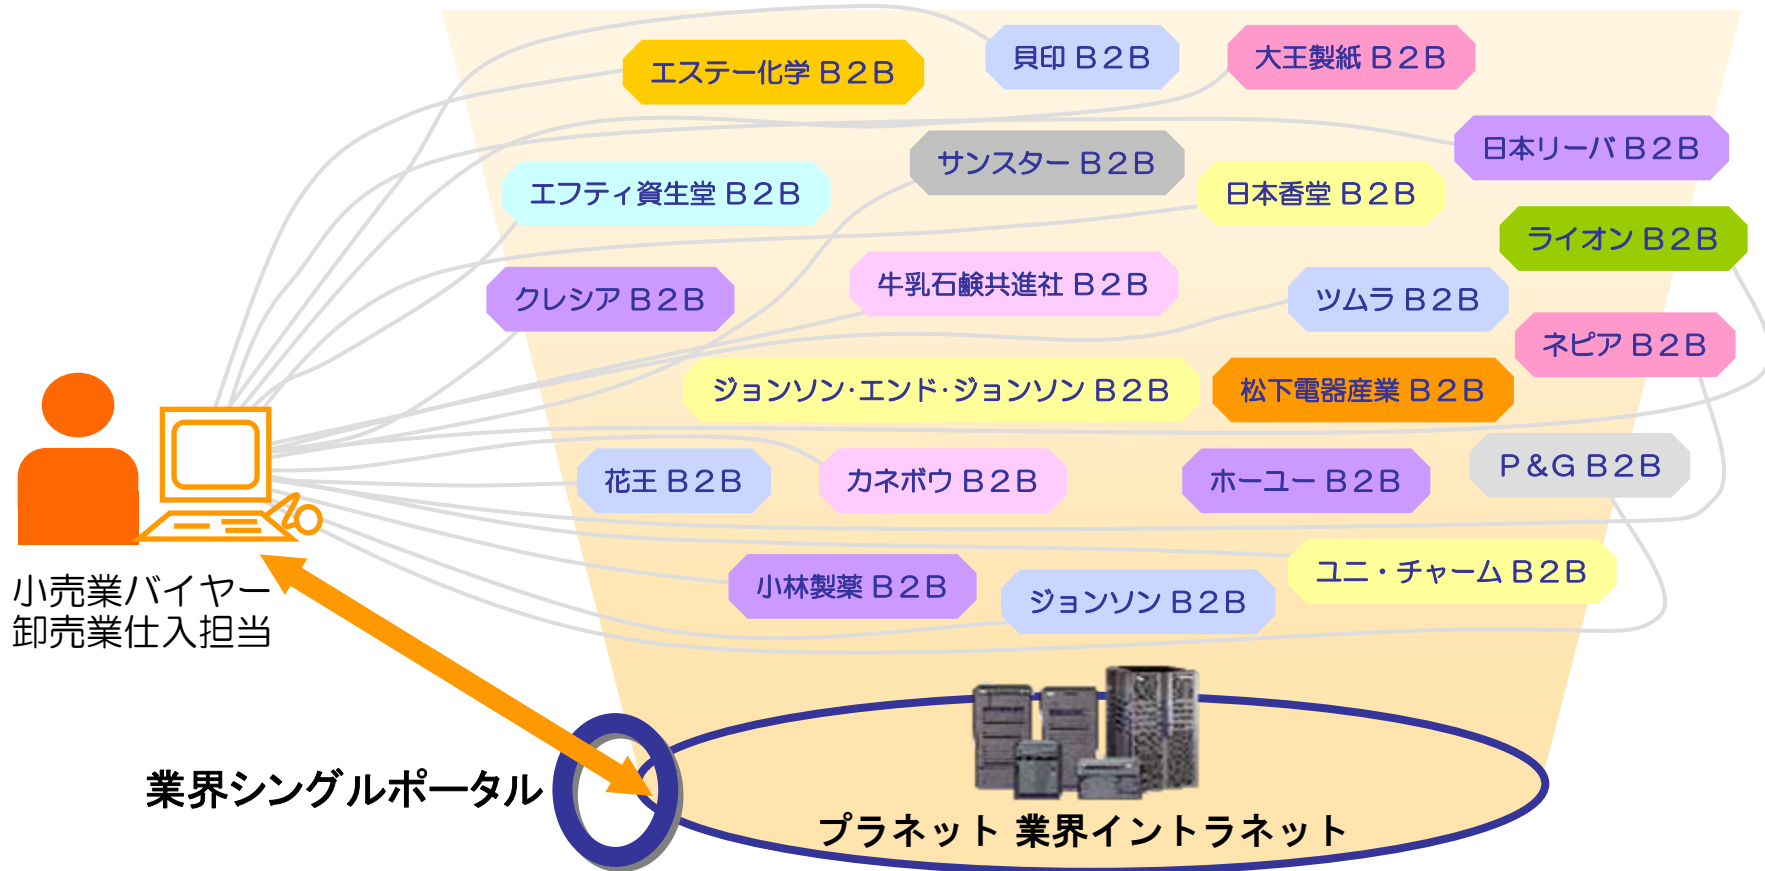 貝印 B2B
大王製紙 B2B
エステー化学 B2B
日本リーバ B2B
サンスター B2B
エフティ資生堂 B2B
日本香堂 B2B
ライオン B2B
牛乳石鹸共進社 B2B
クレシア B2B
ツムラ B2B
ネピア B2B
ジョンソン・エンド・ジョンソン B2B
松下電器産業 B2B
P&G B2B
花王 B2B
カネボウ B2B
ホーユー B2B
ユニ・チャーム B2B
小林製薬 B2B
ジョンソン B2B
小売業バイヤー
卸売業仕入担当
業界シングルポータル
プラネット 業界イントラネット